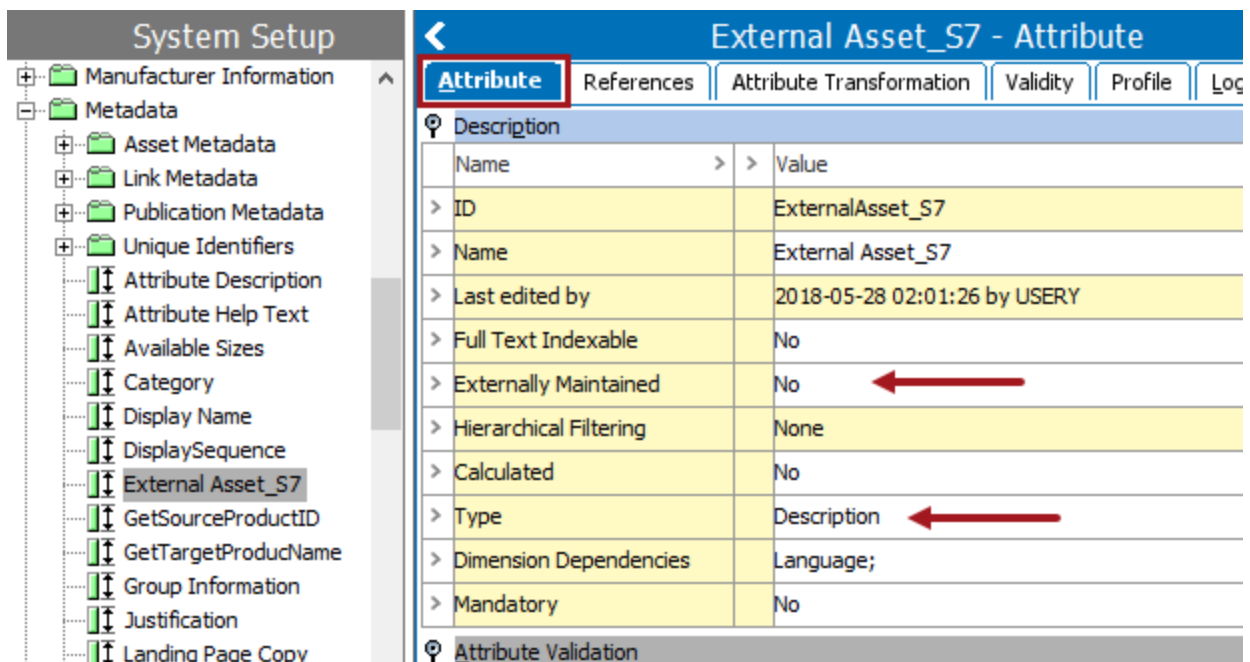 System Setup
Manufacturer Information
Metadata
Asset Metadata
Link Metadata
Publication Metadata
Unique Identifiers
Attribute Description
Attribute Help Text
Available Sizes
Category
Display Name
DisplaySequence
External Asset_S7
GetSourceProductID
GetTargetProducName
Group Information
Justification
Landing Page Copy
External Asset_S7 - Attribute
Attribute References Attribute Transformation Validity Profile Log
Description
Name > > Value
> ID ExternalAsset_S7
> Name External Asset_S7
> Last edited by 2018-05-28 02:01:26 by USERY
> Full Text Indexable No
> Externally Maintained No
> Hierarchical Filtering None
> Calculated No
> Type Description
> Dimension Dependencies Language;
> Mandatory No
Attribute Validation